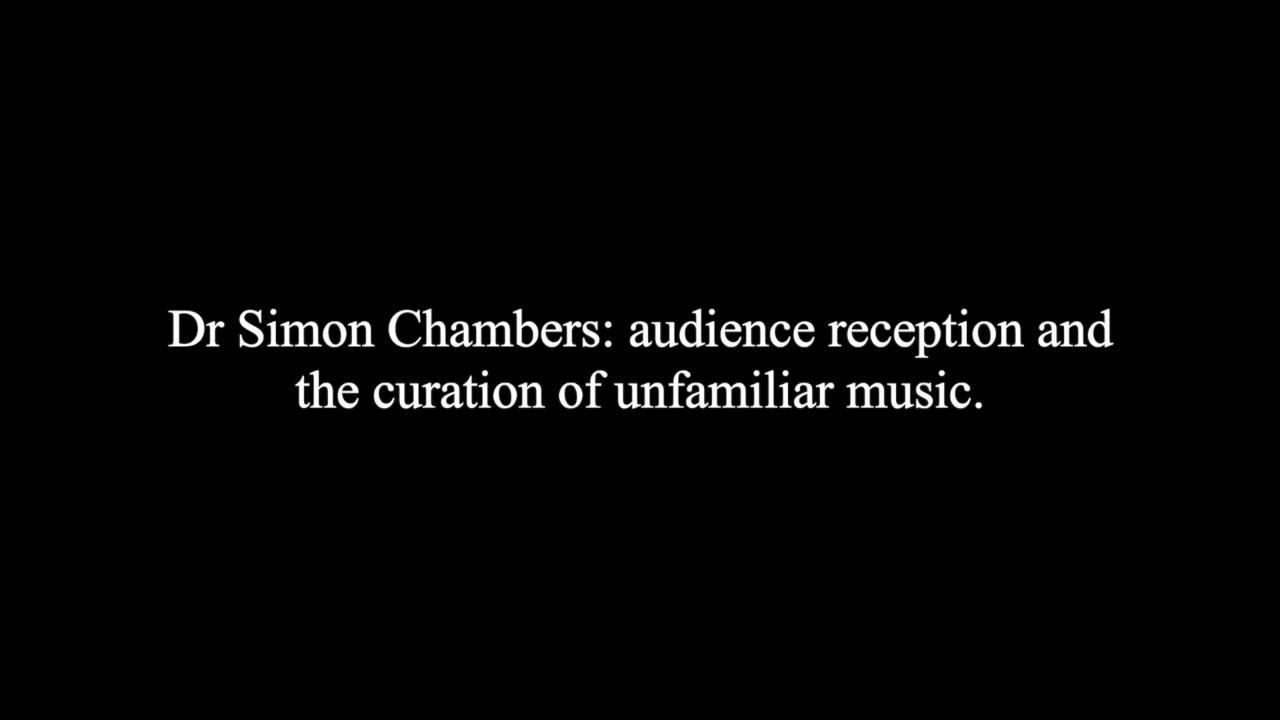 Dr Simon Chambers: audience reception and
the curation of unfamiliar music.